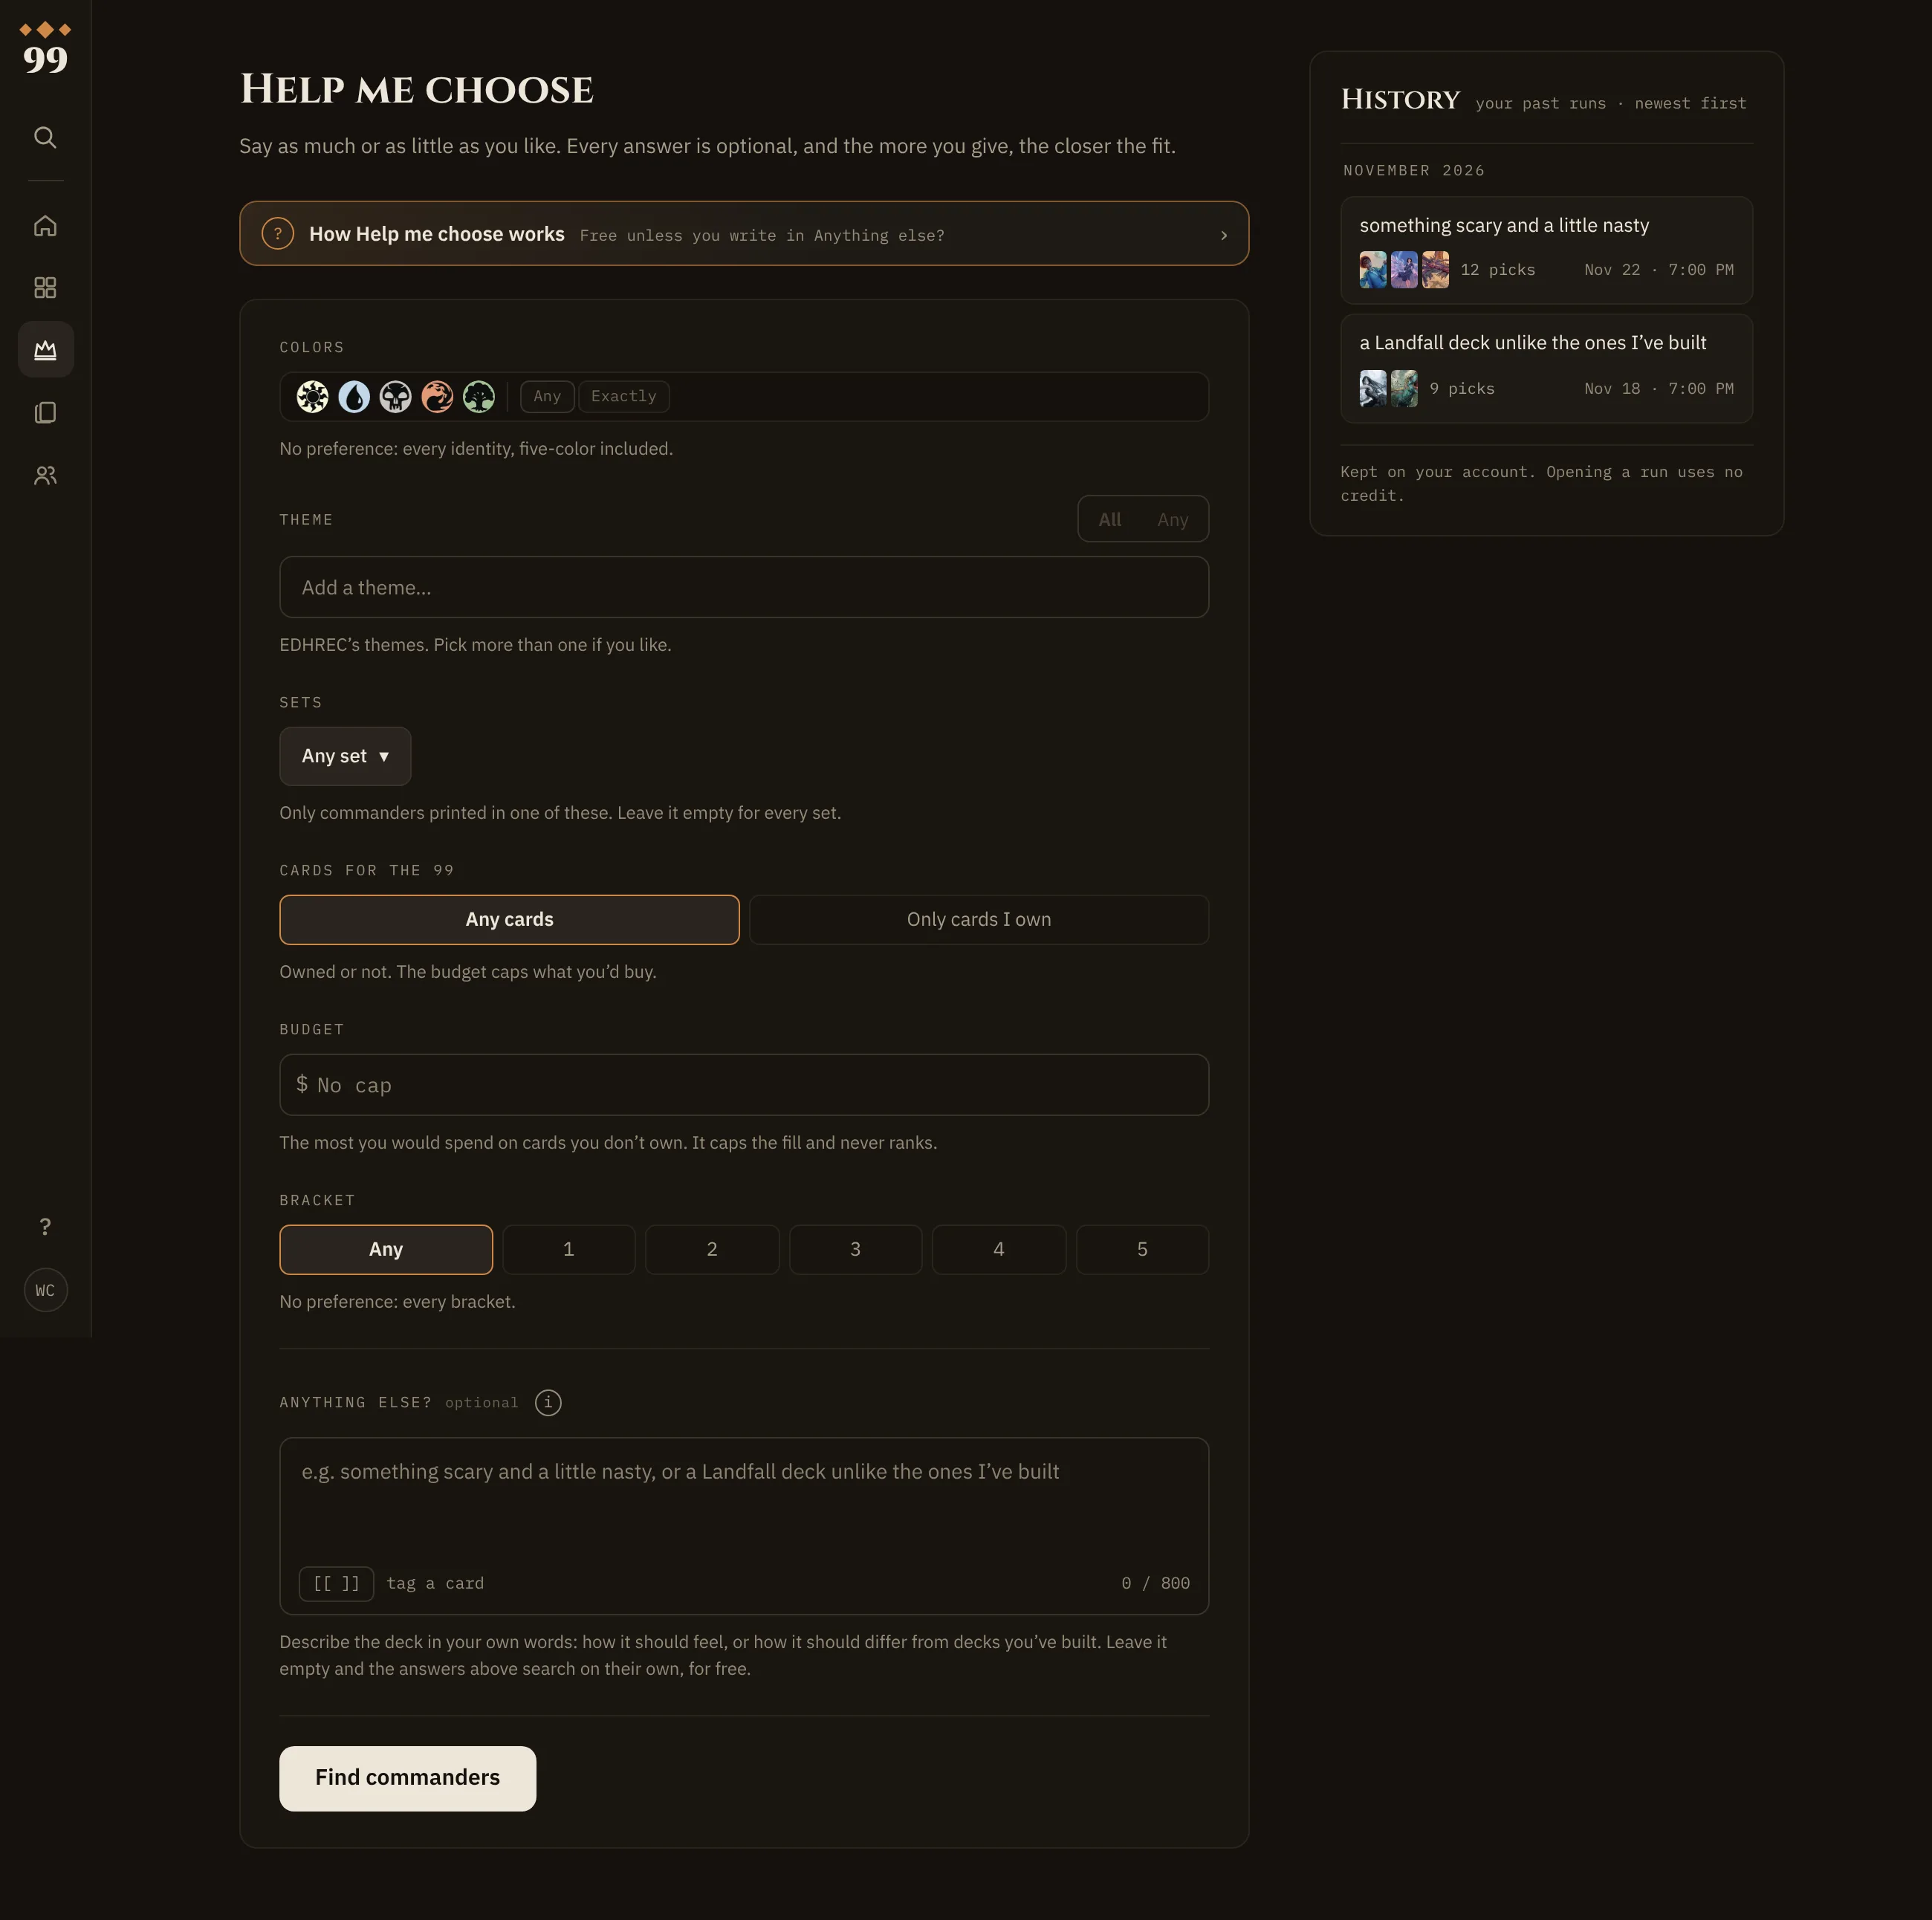 99
HELP ME CHOOSE
Say as much or as little as you like. Every answer is optional, and the more you give, the closer the fit.
? How Help me choose works Free unless you write in Anything else? ›
COLORS
Any Exactly
No preference: every identity, five-color included.
THEME All Any
Add a theme…
EDHREC’s themes. Pick more than one if you like.
SETS
Any set ▾
Only commanders printed in one of these. Leave it empty for every set.
CARDS FOR THE 99
Any cards Only cards I own
Owned or not. The budget caps what you’d buy.
BUDGET
$ No cap
The most you would spend on cards you don’t own. It caps the fill and never ranks.
BRACKET
Any 1 2 3 4 5
No preference: every bracket.
ANYTHING ELSE? optional i
e.g. something scary and a little nasty, or a Landfall deck unlike the ones I’ve built
[[ ]] tag a card 0 / 800
Describe the deck in your own words: how it should feel, or how it should differ from decks you’ve built. Leave it
empty and the answers above search on their own, for free.
Find commanders
HISTORY your past runs · newest first
NOVEMBER 2026
something scary and a little nasty
12 picks Nov 22 · 7:00 PM
a Landfall deck unlike the ones I’ve built
9 picks Nov 18 · 7:00 PM
Kept on your account. Opening a run uses no
credit.
?
WC